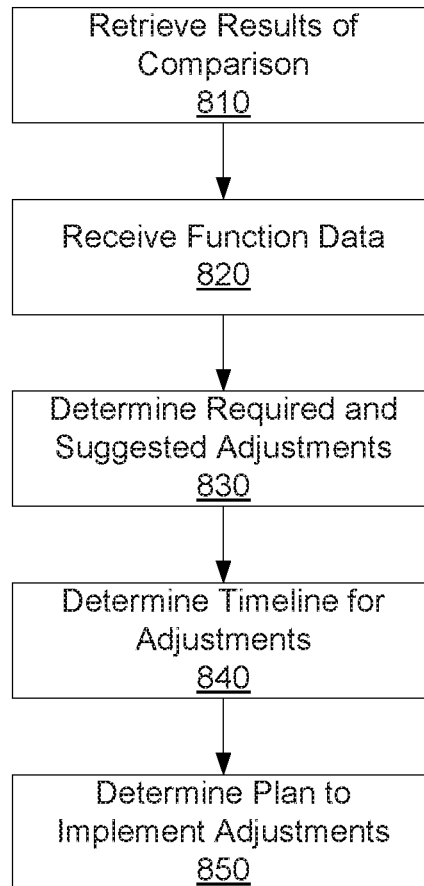 Retrieve Results of
Comparison
810
Receive Function Data
820
Determine Required and
Suggested Adjustments
830
Determine Timeline for
Adjustments
840
Determine Plan to
Implement Adjustments
850